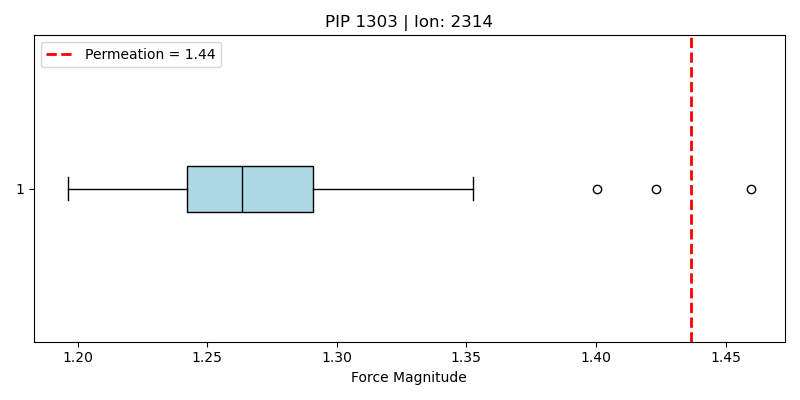 PIP 1303 | Ion: 2314
Permeation = 1.44
1
1.20 1.25 1.30 1.35 1.40 1.45
Force Magnitude